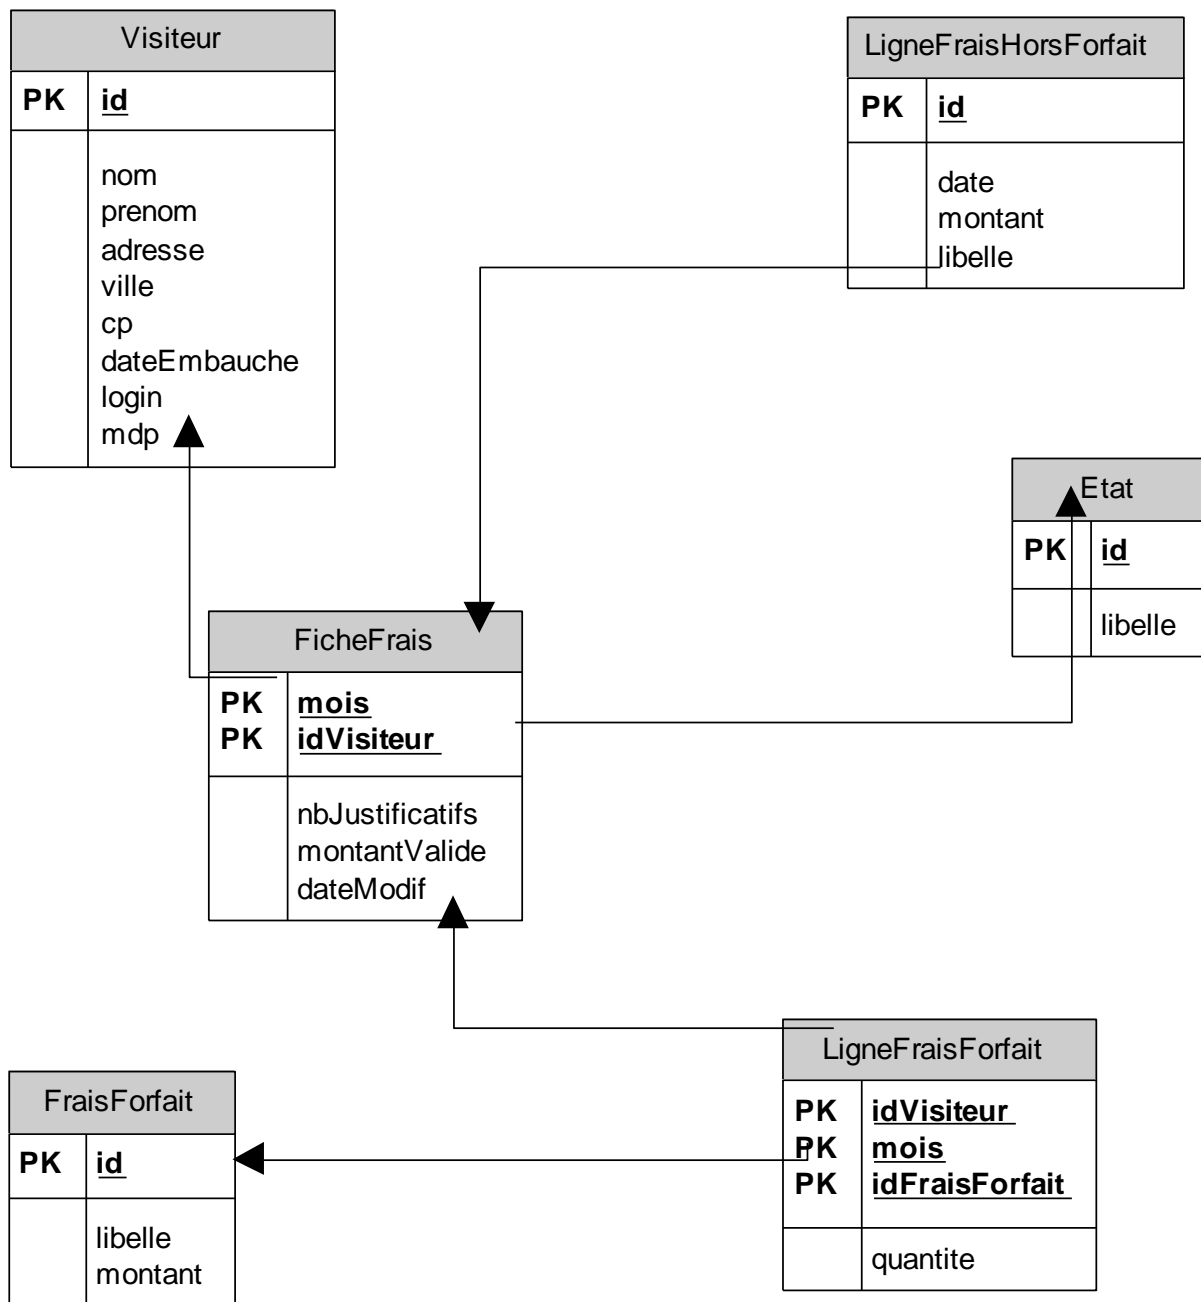 Visiteur
PK id
nom
prenom
adresse
ville
cp
dateEmbauche
login
mdp
LigneFraisHorsForfait
PK id
date
montant
libelle
Etat
PK id
libelle
FicheFrais
PK mois
PK idVisiteur
nbJustificatifs
montantValide
dateModif
LigneFraisForfait
PK idVisiteur
PK mois
PK idFraisForfait
quantite
FraisForfait
PK id
libelle
montant